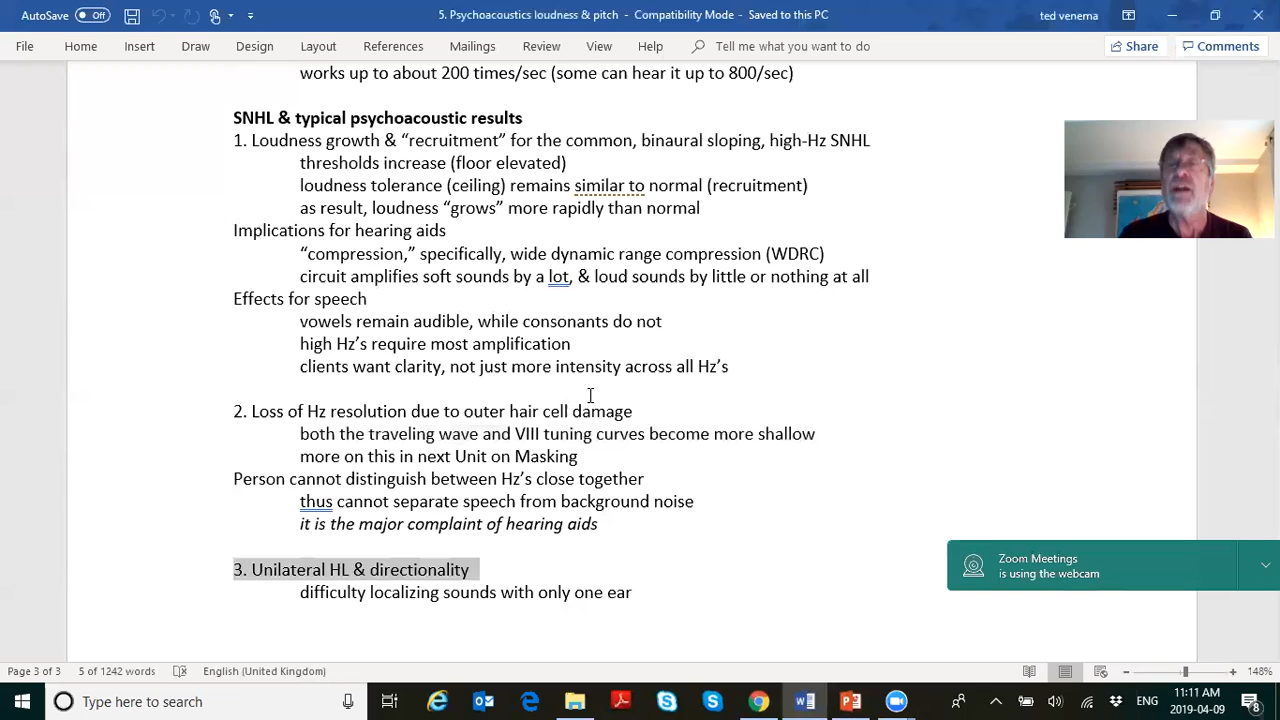 AutoSave Off 5. Psychoacoustics loudness & pitch - Compatibility Mode - Saved to this PC ted venema
File Home Insert Draw Design Layout References Mailings Review View Help Tell me what you want to do Share Comments
works up to about 200 times/sec (some can hear it up to 800/sec)
SNHL & typical psychoacoustic results
1. Loudness growth & “recruitment” for the common, binaural sloping, high-Hz SNHL
thresholds increase (floor elevated)
loudness tolerance (ceiling) remains similar to normal (recruitment)
as result, loudness “grows” more rapidly than normal
Implications for hearing aids
“compression,” specifically, wide dynamic range compression (WDRC)
circuit amplifies soft sounds by a lot, & loud sounds by little or nothing at all
Effects for speech
vowels remain audible, while consonants do not
high Hz’s require most amplification
clients want clarity, not just more intensity across all Hz’s
2. Loss of Hz resolution due to outer hair cell damage
both the traveling wave and VIII tuning curves become more shallow
more on this in next Unit on Masking
Person cannot distinguish between Hz’s close together
thus cannot separate speech from background noise
it is the major complaint of hearing aids
3. Unilateral HL & directionality
difficulty localizing sounds with only one ear
Zoom Meetings
is using the webcam
Page 3 of 3 5 of 1242 words English (United Kingdom) 148%
Type here to search ENG 11:11 AM
2019-04-09 8